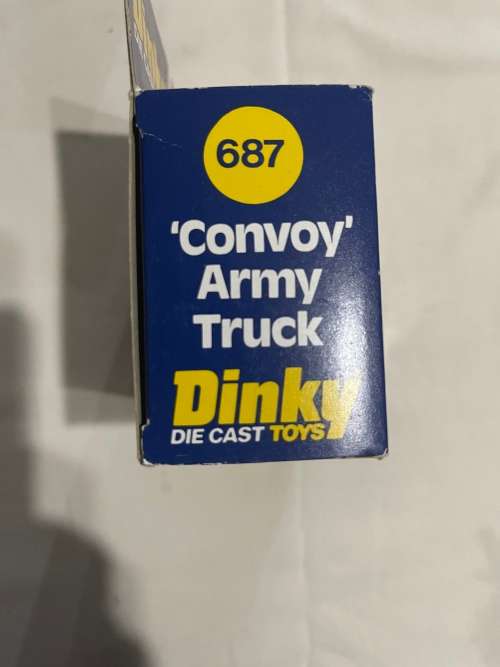 687
‘Convoy’
Army
Truck
Dinky
DIE CAST TOYS